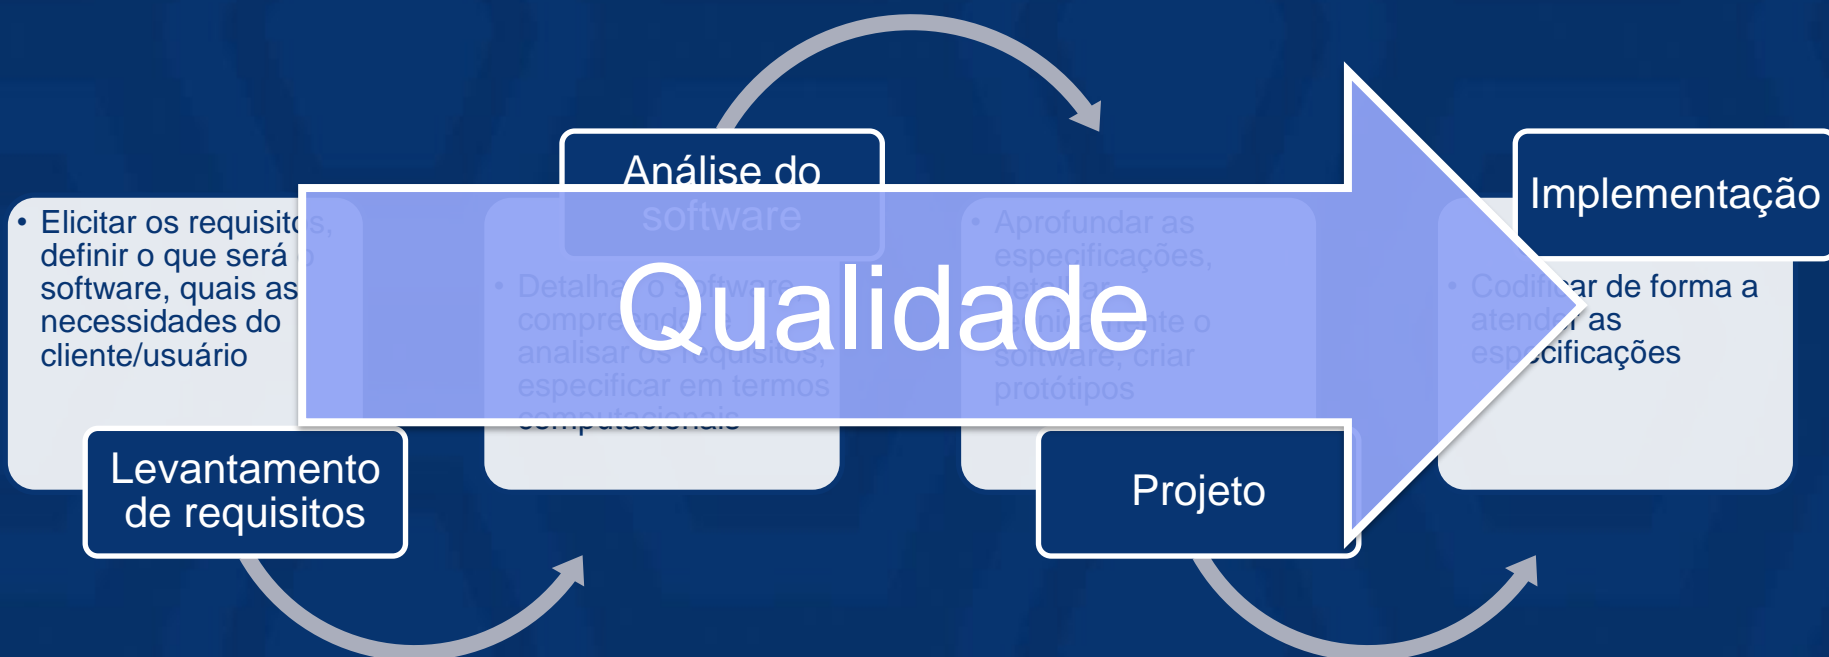 • Elicitar os requisitos,
definir o que será o
software, quais as
necessidades do
cliente/usuário
Levantamento
de requisitos
Análise do
software
• Detalhar o software,
compreender e
analisar os requisitos,
especificar em termos
computacionais
Qualidade
• Aprofundar as
especificações,
detalhar
tecnicamente o
software, criar
protótipos
Projeto
Implementação
• Codificar de forma a
atender as
especificações